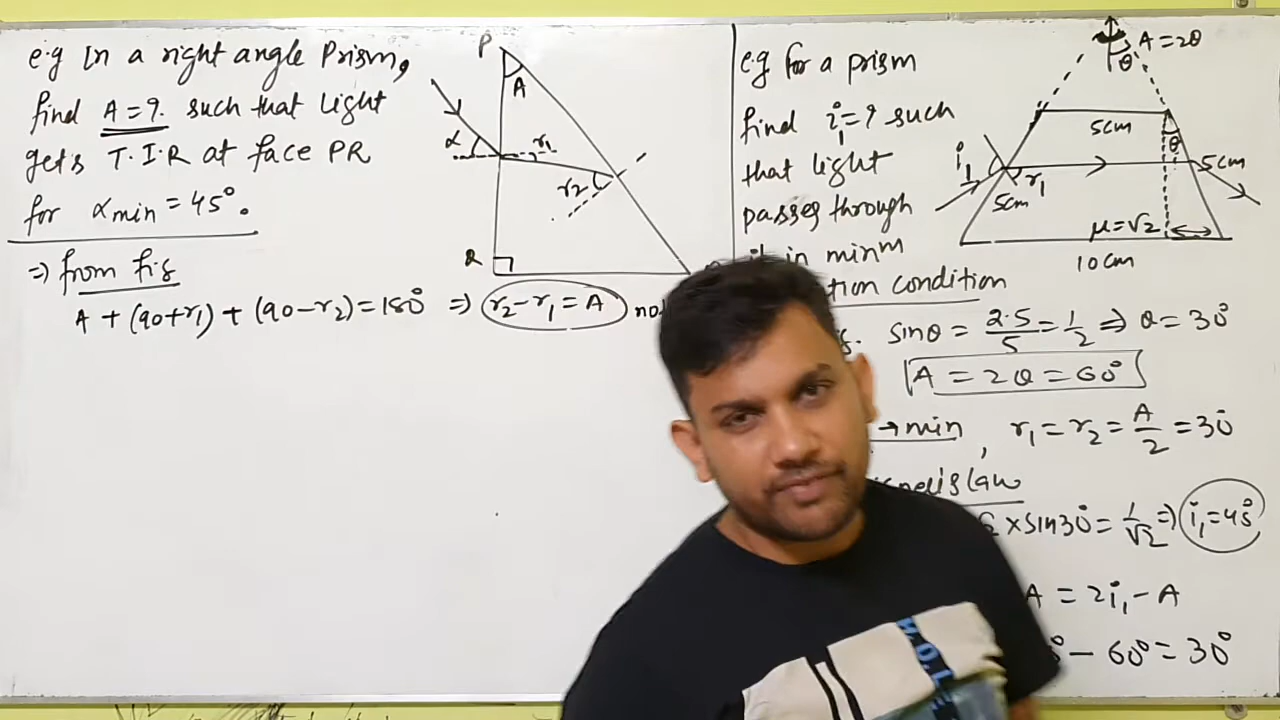 e.g In a right angle Prism,
find A = ?. such that light
gets T.I.R at face PR
for αmin = 45°.
⇒ from fig
A + (90+r1) + (90-r2) = 180° ⇒ r2-r1 = A
P
A
α
r1
r2
Q
e.g for a prism
find i1=? such
that light
passes through
it in minm
condition
A=2θ
θ
5cm
θ
5cm
i1
r1
5cm
μ=√2
10cm
sinθ = 2.5/5 = 1/2 ⇒ θ = 30°
A = 2θ = 60°
→min, r1 = r2 = A/2 = 30°
×sin30° = 1/√2 ⇒ i1=45°
A = 2i1 - A
- 60° = 30°